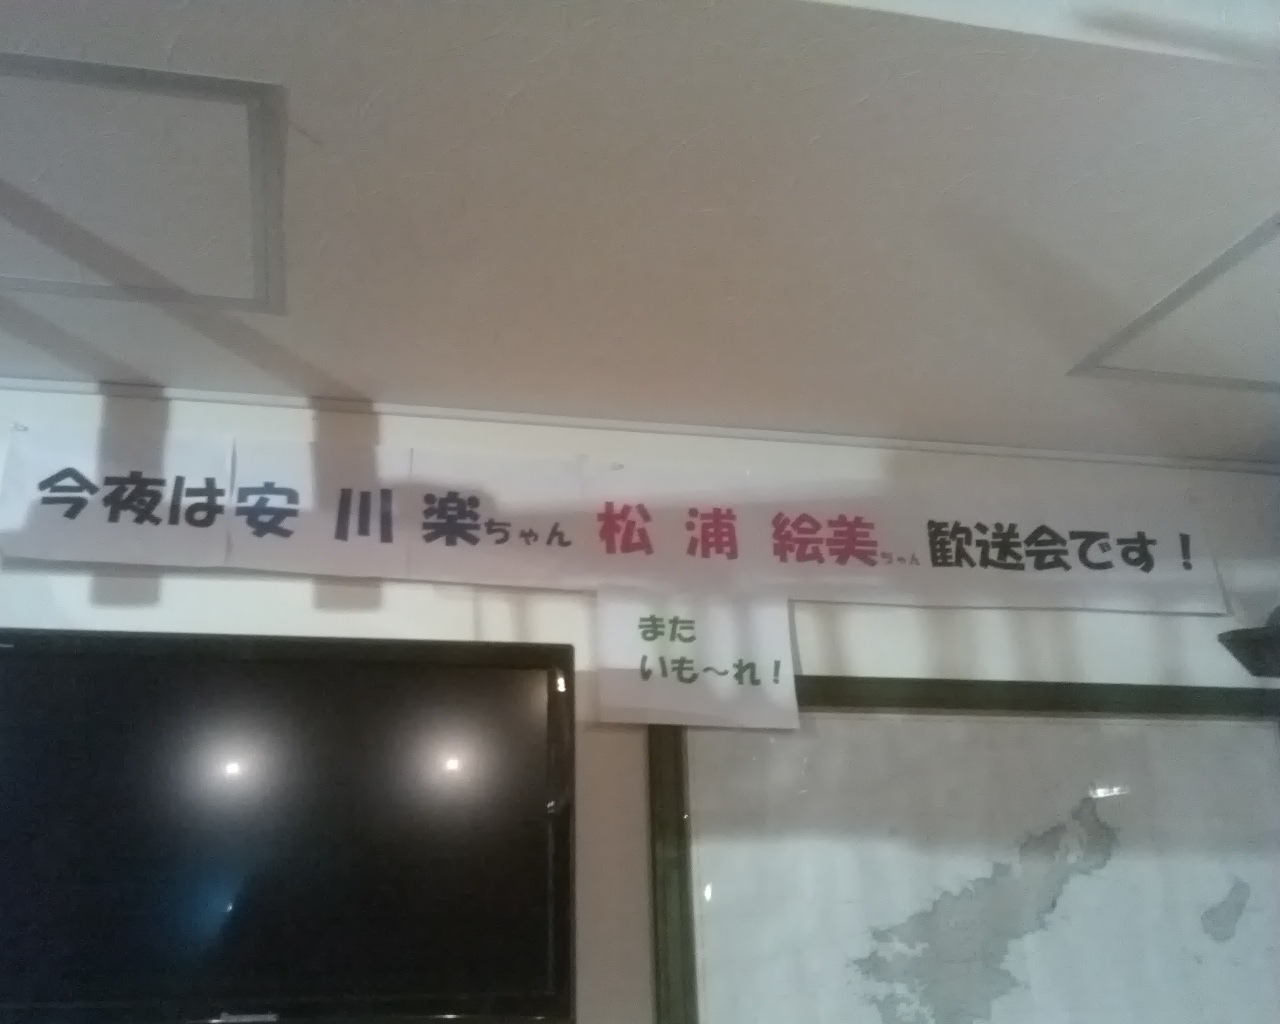 今夜は安川楽ちゃん 松浦絵美ちゃん歓送会です！
また
いも～れ！
Panasonic